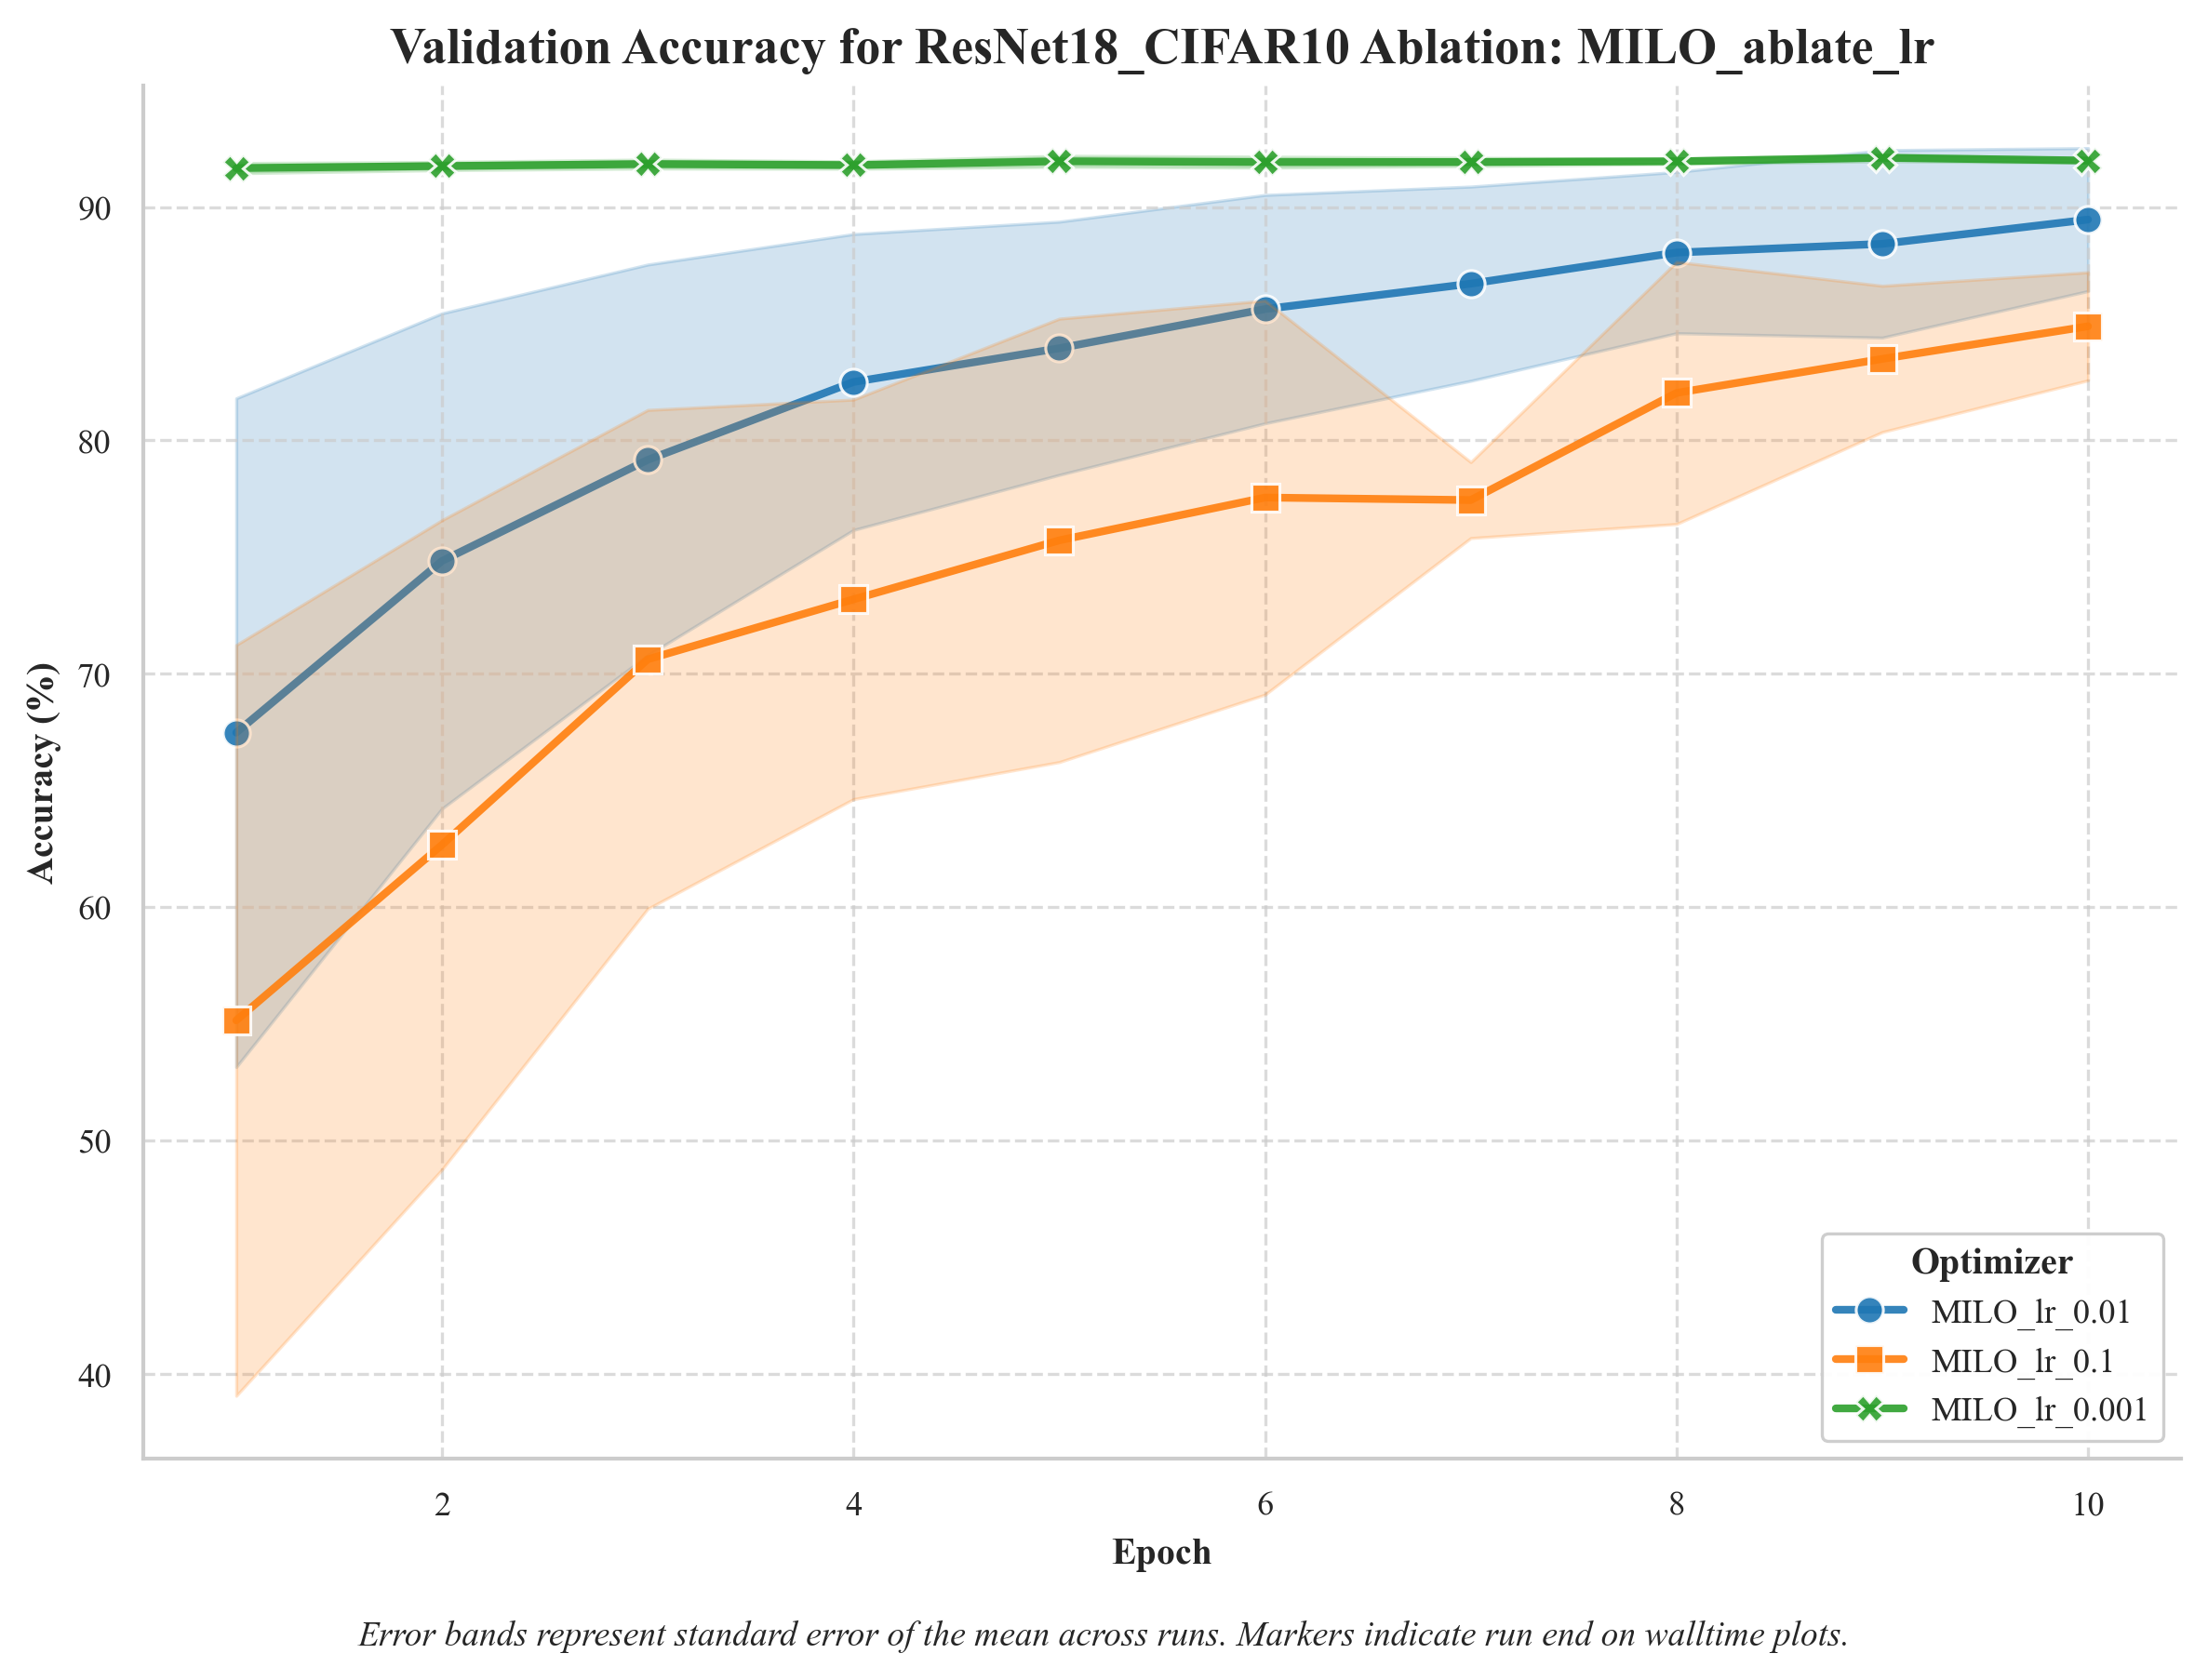 Validation Accuracy for ResNet18_CIFAR10 Ablation: MILO_ablate_lr
Accuracy (%)
90
80
70
60
50
40
2 4 6 8 10
Epoch
Optimizer
MILO_lr_0.01
MILO_lr_0.1
MILO_lr_0.001
Error bands represent standard error of the mean across runs. Markers indicate run end on walltime plots.